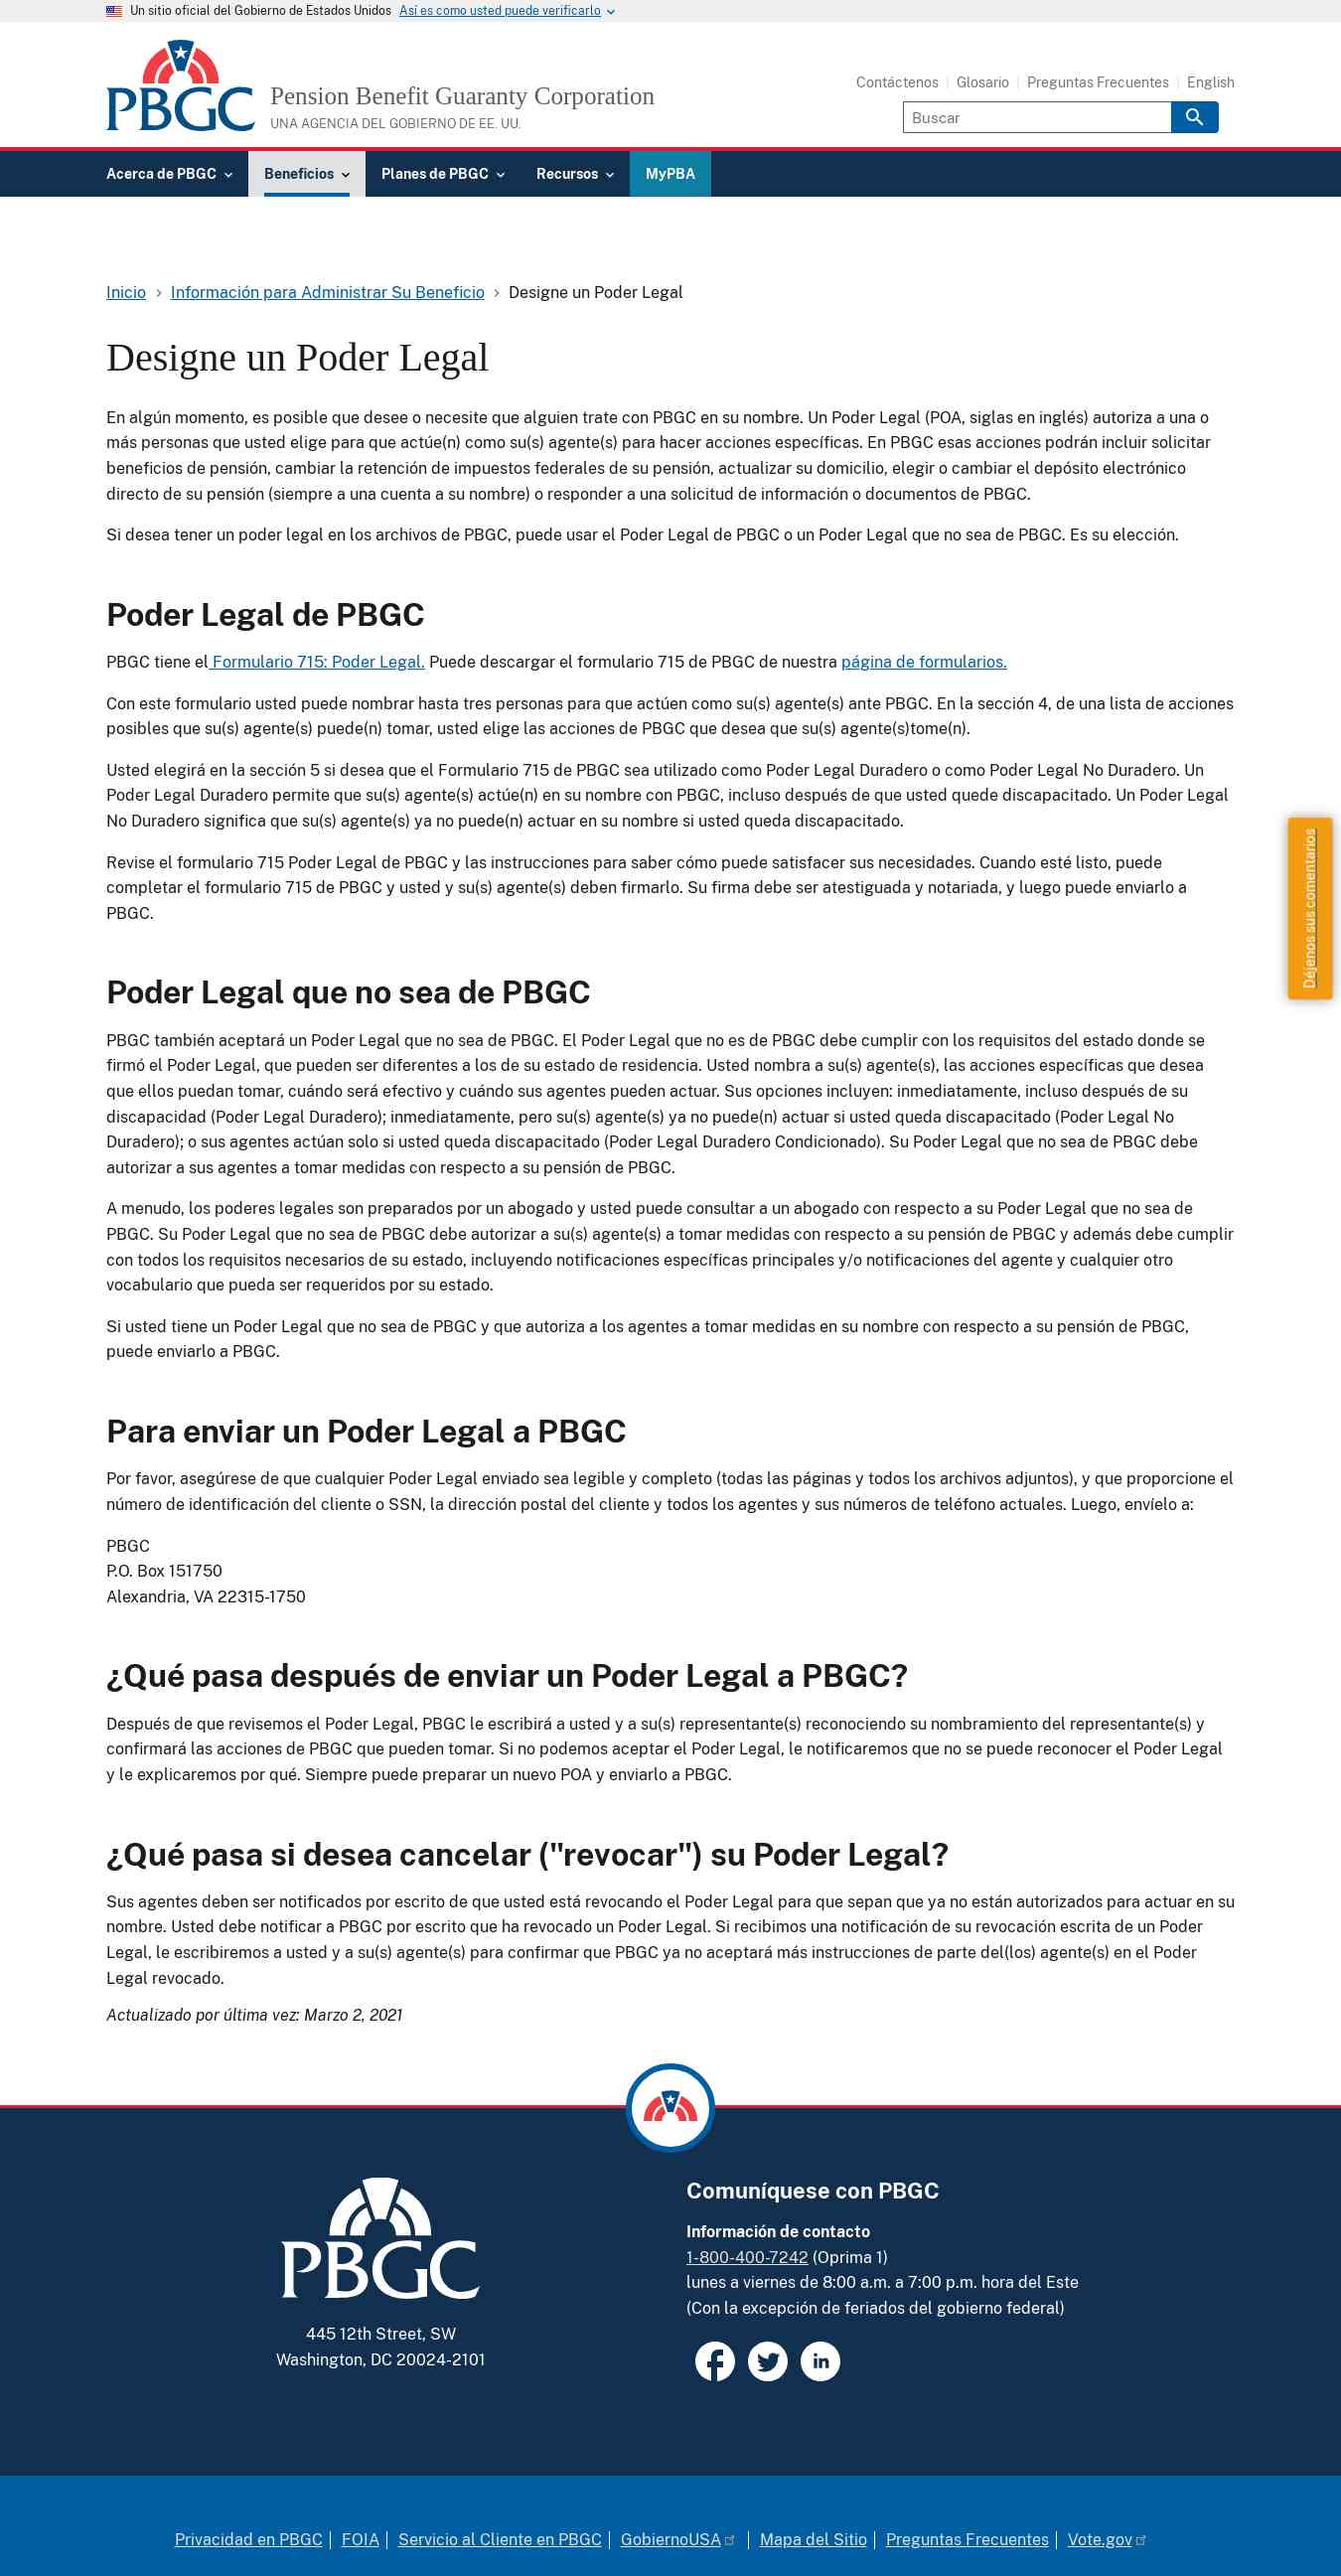 Un sitio oficial del Gobierno de Estados Unidos Así es como usted puede verificarlo
PBGC
Pension Benefit Guaranty Corporation
UNA AGENCIA DEL GOBIERNO DE EE. UU.
Contáctenos Glosario Preguntas Frecuentes English
Buscar
Acerca de PBGC Beneficios Planes de PBGC Recursos MyPBA
Inicio Información para Administrar Su Beneficio Designe un Poder Legal
Designe un Poder Legal
En algún momento, es posible que desee o necesite que alguien trate con PBGC en su nombre. Un Poder Legal (POA, siglas en inglés) autoriza a una o
más personas que usted elige para que actúe(n) como su(s) agente(s) para hacer acciones específicas. En PBGC esas acciones podrán incluir solicitar
beneficios de pensión, cambiar la retención de impuestos federales de su pensión, actualizar su domicilio, elegir o cambiar el depósito electrónico
directo de su pensión (siempre a una cuenta a su nombre) o responder a una solicitud de información o documentos de PBGC.
Si desea tener un poder legal en los archivos de PBGC, puede usar el Poder Legal de PBGC o un Poder Legal que no sea de PBGC. Es su elección.
Poder Legal de PBGC
PBGC tiene el Formulario 715: Poder Legal. Puede descargar el formulario 715 de PBGC de nuestra página de formularios.
Con este formulario usted puede nombrar hasta tres personas para que actúen como su(s) agente(s) ante PBGC. En la sección 4, de una lista de acciones
posibles que su(s) agente(s) puede(n) tomar, usted elige las acciones de PBGC que desea que su(s) agente(s)tome(n).
Usted elegirá en la sección 5 si desea que el Formulario 715 de PBGC sea utilizado como Poder Legal Duradero o como Poder Legal No Duradero. Un
Poder Legal Duradero permite que su(s) agente(s) actúe(n) en su nombre con PBGC, incluso después de que usted quede discapacitado. Un Poder Legal
No Duradero significa que su(s) agente(s) ya no puede(n) actuar en su nombre si usted queda discapacitado.
Revise el formulario 715 Poder Legal de PBGC y las instrucciones para saber cómo puede satisfacer sus necesidades. Cuando esté listo, puede
completar el formulario 715 de PBGC y usted y su(s) agente(s) deben firmarlo. Su firma debe ser atestiguada y notariada, y luego puede enviarlo a
PBGC.
Déjenos sus comentarios
Poder Legal que no sea de PBGC
PBGC también aceptará un Poder Legal que no sea de PBGC. El Poder Legal que no es de PBGC debe cumplir con los requisitos del estado donde se
firmó el Poder Legal, que pueden ser diferentes a los de su estado de residencia. Usted nombra a su(s) agente(s), las acciones específicas que desea
que ellos puedan tomar, cuándo será efectivo y cuándo sus agentes pueden actuar. Sus opciones incluyen: inmediatamente, incluso después de su
discapacidad (Poder Legal Duradero); inmediatamente, pero su(s) agente(s) ya no puede(n) actuar si usted queda discapacitado (Poder Legal No
Duradero); o sus agentes actúan solo si usted queda discapacitado (Poder Legal Duradero Condicionado). Su Poder Legal que no sea de PBGC debe
autorizar a sus agentes a tomar medidas con respecto a su pensión de PBGC.
A menudo, los poderes legales son preparados por un abogado y usted puede consultar a un abogado con respecto a su Poder Legal que no sea de
PBGC. Su Poder Legal que no sea de PBGC debe autorizar a su(s) agente(s) a tomar medidas con respecto a su pensión de PBGC y además debe cumplir
con todos los requisitos necesarios de su estado, incluyendo notificaciones específicas principales y/o notificaciones del agente y cualquier otro
vocabulario que pueda ser requeridos por su estado.
Si usted tiene un Poder Legal que no sea de PBGC y que autoriza a los agentes a tomar medidas en su nombre con respecto a su pensión de PBGC,
puede enviarlo a PBGC.
Para enviar un Poder Legal a PBGC
Por favor, asegúrese de que cualquier Poder Legal enviado sea legible y completo (todas las páginas y todos los archivos adjuntos), y que proporcione el
número de identificación del cliente o SSN, la dirección postal del cliente y todos los agentes y sus números de teléfono actuales. Luego, envíelo a:
PBGC
P.O. Box 151750
Alexandria, VA 22315-1750
¿Qué pasa después de enviar un Poder Legal a PBGC?
Después de que revisemos el Poder Legal, PBGC le escribirá a usted y a su(s) representante(s) reconociendo su nombramiento del representante(s) y
confirmará las acciones de PBGC que pueden tomar. Si no podemos aceptar el Poder Legal, le notificaremos que no se puede reconocer el Poder Legal
y le explicaremos por qué. Siempre puede preparar un nuevo POA y enviarlo a PBGC.
¿Qué pasa si desea cancelar ("revocar") su Poder Legal?
Sus agentes deben ser notificados por escrito de que usted está revocando el Poder Legal para que sepan que ya no están autorizados para actuar en su
nombre. Usted debe notificar a PBGC por escrito que ha revocado un Poder Legal. Si recibimos una notificación de su revocación escrita de un Poder
Legal, le escribiremos a usted y a su(s) agente(s) para confirmar que PBGC ya no aceptará más instrucciones de parte del(los) agente(s) en el Poder
Legal revocado.
Actualizado por última vez: Marzo 2, 2021
PBGC
445 12th Street, SW
Washington, DC 20024-2101
Comuníquese con PBGC
Información de contacto
1-800-400-7242 (Oprima 1)
lunes a viernes de 8:00 a.m. a 7:00 p.m. hora del Este
(Con la excepción de feriados del gobierno federal)
Privacidad en PBGC FOIA Servicio al Cliente en PBGC GobiernoUSA Mapa del Sitio Preguntas Frecuentes Vote.gov